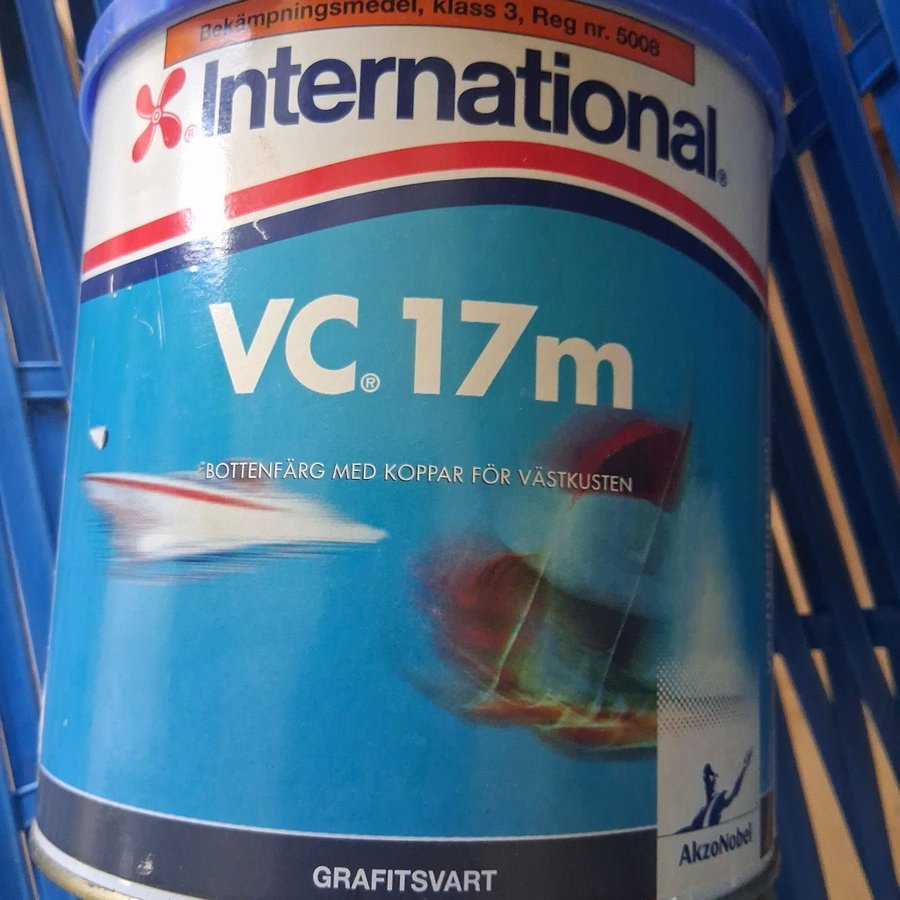 Bekämpningsmedel, klass 3, Reg nr. 5008
International®
VC® 17m
BOTTENFÄRG MED KOPPAR FÖR VÄSTKUSTEN
AkzoNobel
GRAFITSVART